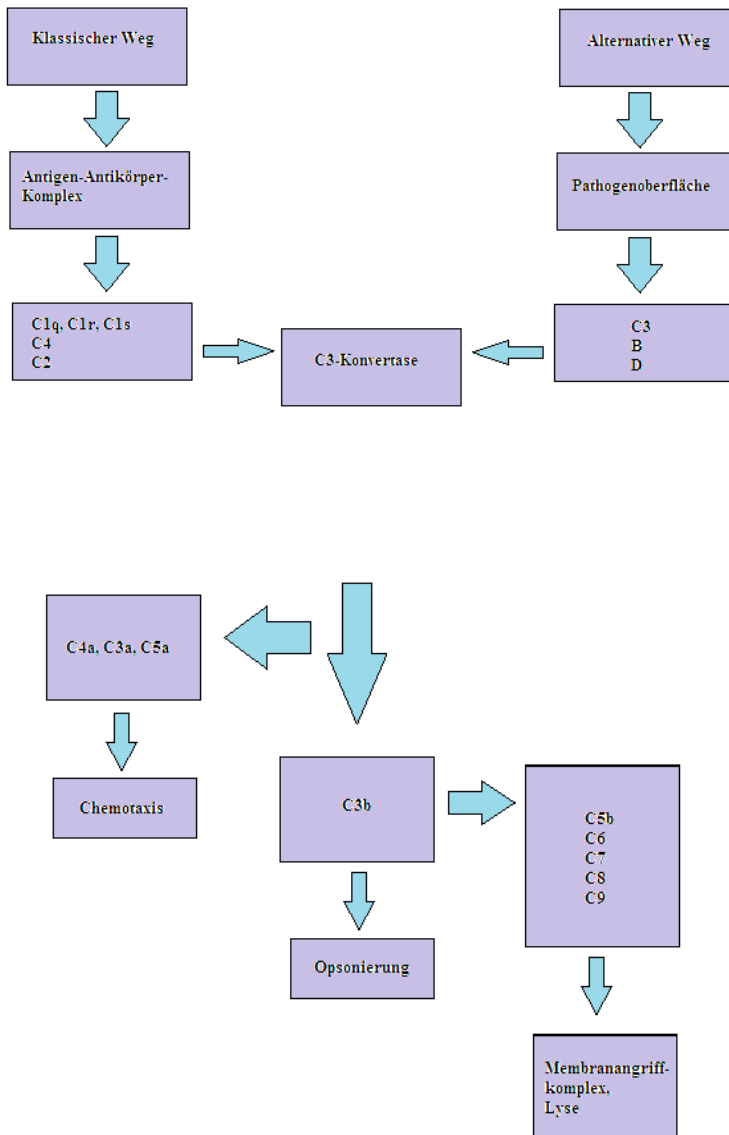 Klassischer Weg
Alternativer Weg
Antigen-Antikörper-
Komplex
Pathogenoberfläche
C1q, C1r, C1s
C4
C2
C3-Konvertase
C3
B
D
C4a, C3a, C5a
Chemotaxis
C3b
C5b
C6
C7
C8
C9
Opsonierung
Membranangriff-
komplex,
Lyse